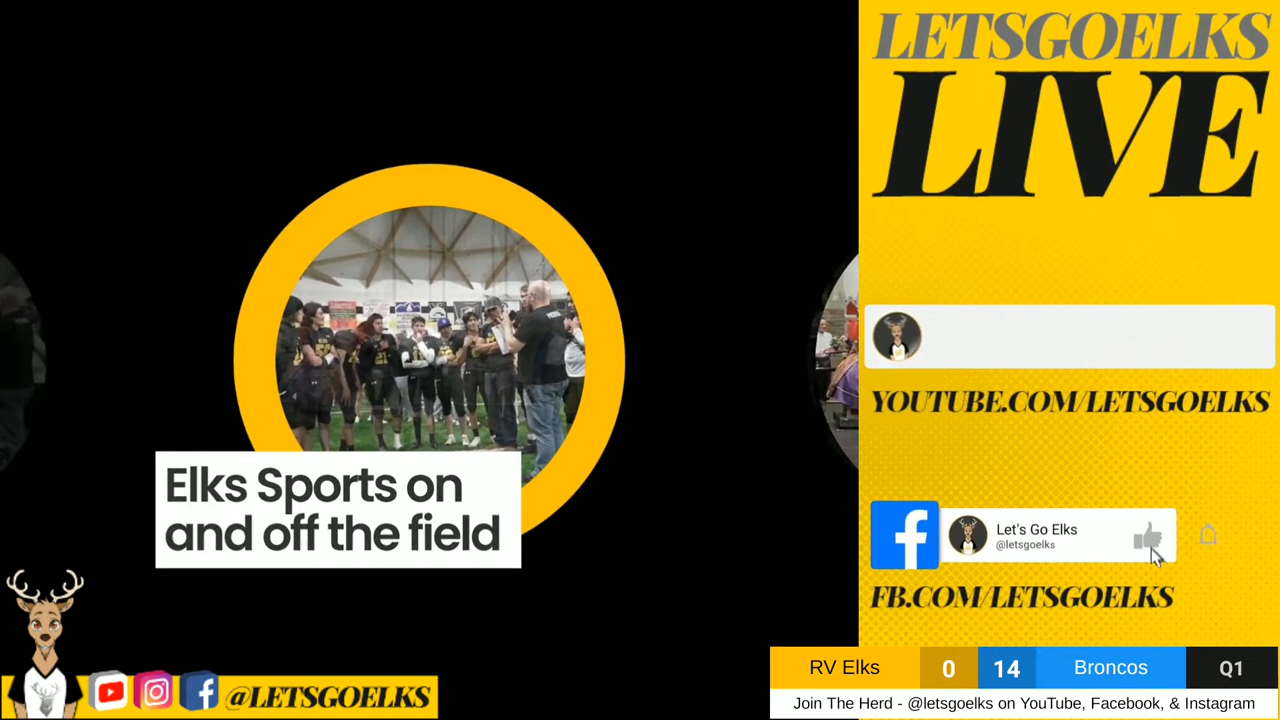 LETSGOELKS
LIVE
YOUTUBE.COM/LETSGOELKS
Elks Sports on
and off the field
Let's Go Elks
@letsgoelks
FB.COM/LETSGOELKS
@LETSGOELKS
RV Elks 0 14 Broncos Q1
Join The Herd - @letsgoelks on YouTube, Facebook, & Instagram